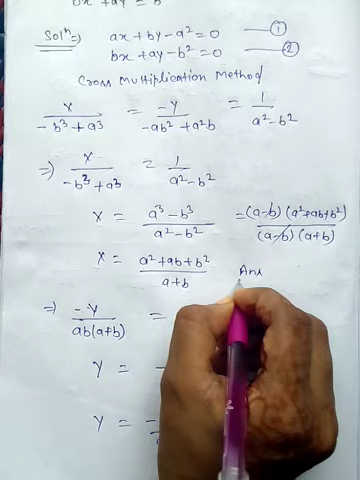 bx + ay = b
Solⁿ ⇒ ax + by - a² = 0 —— ①
bx + ay - b² = 0 —— ②
Cross Multiplication Method
x/(-b³ + a³) = -y/(-ab² + a²b) = 1/(a² - b²)
⇒ x/(-b³ + a³) = 1/(a² - b²)
x = (a³ - b³)/(a² - b²) = (a-b)(a²+ab+b²)/(a-b)(a+b)
x = (a² + ab + b²)/(a+b) Ans
⇒ -y/ab(a+b) =
y = -
y = -